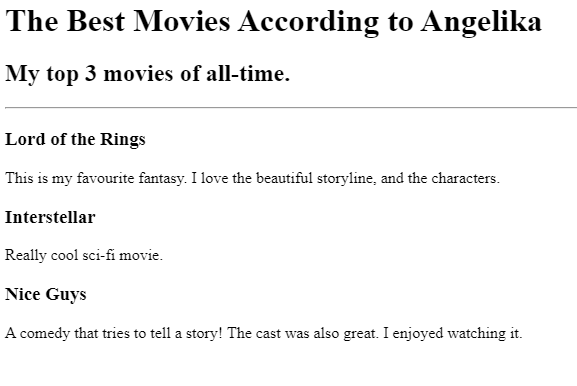 The Best Movies According to Angelika
My top 3 movies of all-time.
Lord of the Rings
This is my favourite fantasy. I love the beautiful storyline, and the characters.
Interstellar
Really cool sci-fi movie.
Nice Guys
A comedy that tries to tell a story! The cast was also great. I enjoyed watching it.